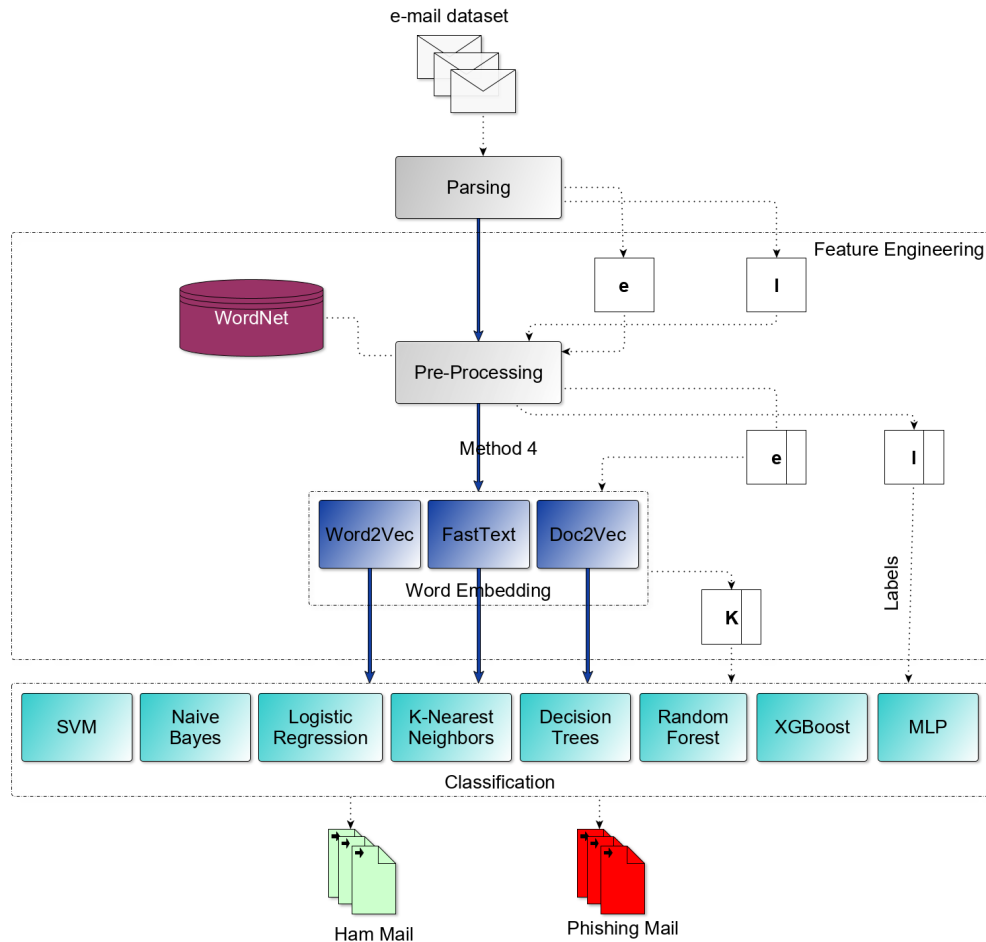 e-mail dataset
Parsing
Feature Engineering
e
l
WordNet
Pre-Processing
Method 4
e
l
Word2Vec
FastText
Doc2Vec
Word Embedding
K
Labels
SVM
Naive
Bayes
Logistic
Regression
K-Nearest
Neighbors
Decision
Trees
Random
Forest
XGBoost
MLP
Classification
Ham Mail
Phishing Mail